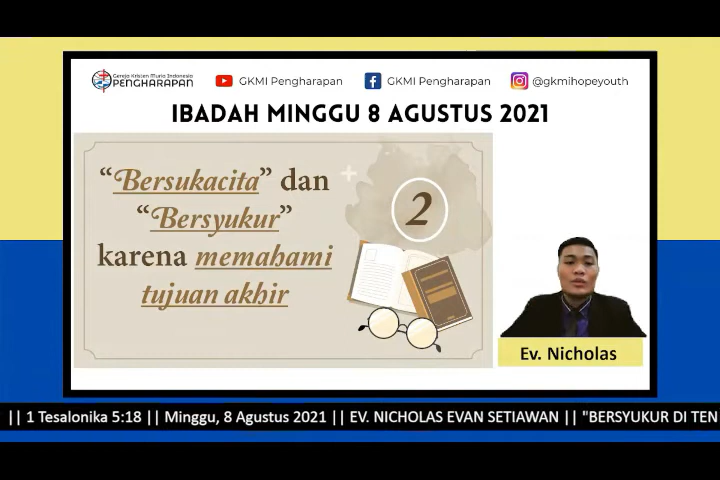 Gereja Kristen Muria Indonesia
PENGHARAPAN
GKMI Pengharapan
GKMI Pengharapan
@gkmihopeyouth
IBADAH MINGGU 8 AGUSTUS 2021
“Bersukacita” dan
“Bersyukur”
karena memahami
tujuan akhir
2
Ev. Nicholas
|| 1 Tesalonika 5:18 || Minggu, 8 Agustus 2021 || EV. NICHOLAS EVAN SETIAWAN || "BERSYUKUR DI TEN